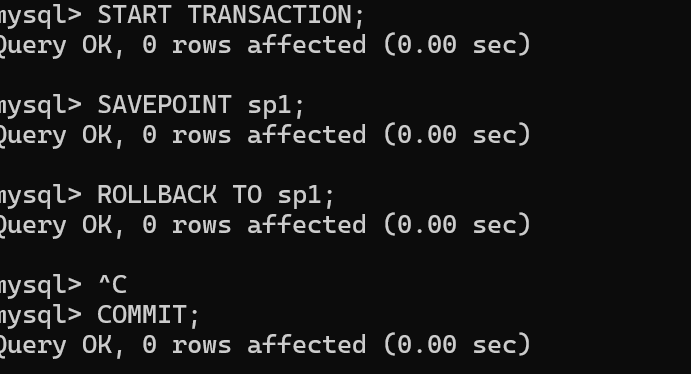 mysql> START TRANSACTION;
Query OK, 0 rows affected (0.00 sec)
mysql> SAVEPOINT sp1;
Query OK, 0 rows affected (0.00 sec)
mysql> ROLLBACK TO sp1;
Query OK, 0 rows affected (0.00 sec)
mysql> ^C
mysql> COMMIT;
Query OK, 0 rows affected (0.00 sec)